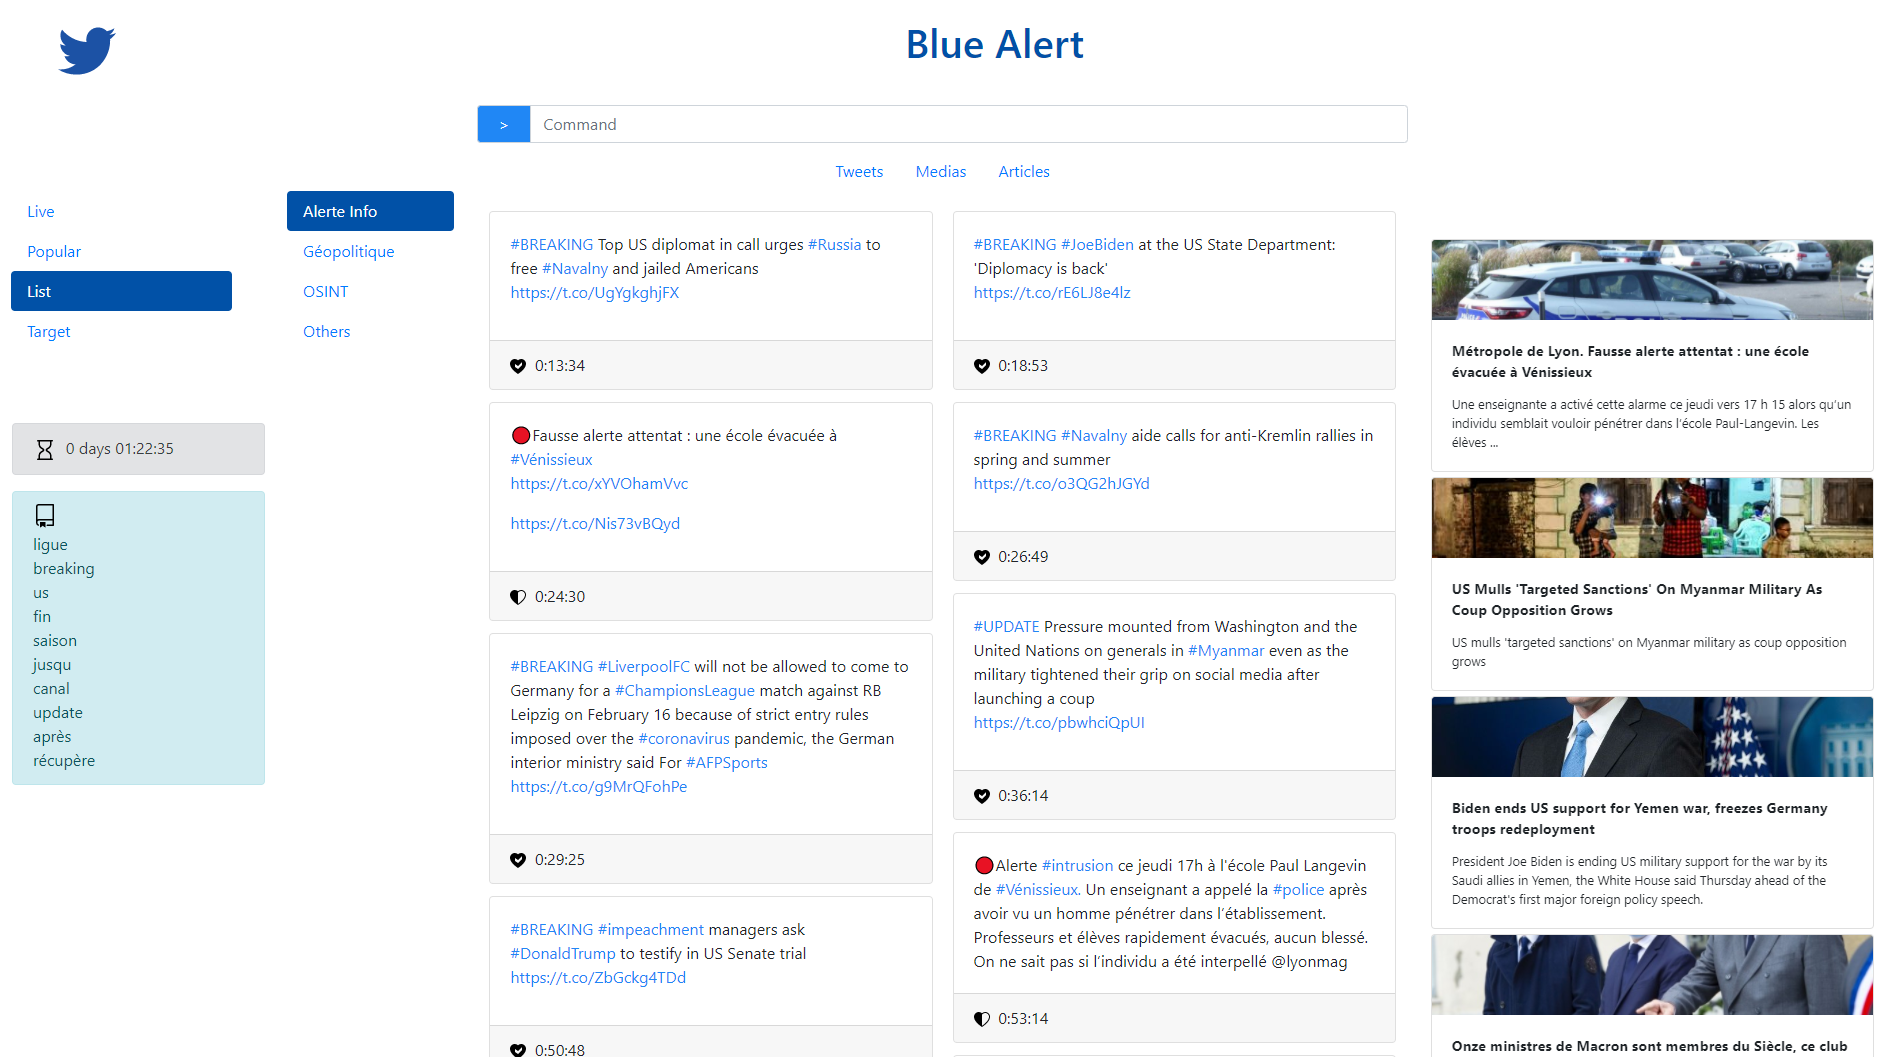 Blue Alert
>
Command
Tweets
Medias
Articles
Live
Popular
List
Target
Alerte Info
Géopolitique
OSINT
Others
0 days 01:22:35
ligue
breaking
us
fin
saison
jusqu
canal
update
après
récupère
#BREAKING Top US diplomat in call urges #Russia to
free #Navalny and jailed Americans
https://t.co/UgYgkghjFX
0:13:34
🔴Fausse alerte attentat : une école évacuée à
#Vénissieux
https://t.co/xYVOhamVvc
https://t.co/Nis73vBQyd
0:24:30
#BREAKING #LiverpoolFC will not be allowed to come to
Germany for a #ChampionsLeague match against RB
Leipzig on February 16 because of strict entry rules
imposed over the #coronavirus pandemic, the German
interior ministry said For #AFPSports
https://t.co/g9MrQFohPe
0:29:25
#BREAKING #impeachment managers ask
#DonaldTrump to testify in US Senate trial
https://t.co/ZbGckg4TDd
0:50:48
#BREAKING #JoeBiden at the US State Department:
'Diplomacy is back'
https://t.co/rE6LJ8e4lz
0:18:53
#BREAKING #Navalny aide calls for anti-Kremlin rallies in
spring and summer
https://t.co/o3QG2hJGYd
0:26:49
#UPDATE Pressure mounted from Washington and the
United Nations on generals in #Myanmar even as the
military tightened their grip on social media after
launching a coup
https://t.co/pbwhciQpUI
0:36:14
🔴Alerte #intrusion ce jeudi 17h à l'école Paul Langevin
de #Vénissieux. Un enseignant a appelé la #police après
avoir vu un homme pénétrer dans l’établissement.
Professeurs et élèves rapidement évacués, aucun blessé.
On ne sait pas si l’individu a été interpellé @lyonmag
0:53:14
Métropole de Lyon. Fausse alerte attentat : une école
évacuée à Vénissieux
Une enseignante a activé cette alarme ce jeudi vers 17 h 15 alors qu’un
individu semblait vouloir pénétrer dans l’école Paul-Langevin. Les
élèves ...
US Mulls 'Targeted Sanctions' On Myanmar Military As
Coup Opposition Grows
US mulls 'targeted sanctions' on Myanmar military as coup opposition
grows
Biden ends US support for Yemen war, freezes Germany
troops redeployment
President Joe Biden is ending US military support for the war by its
Saudi allies in Yemen, the White House said Thursday ahead of the
Democrat's first major foreign policy speech.
Onze ministres de Macron sont membres du Siècle, ce club